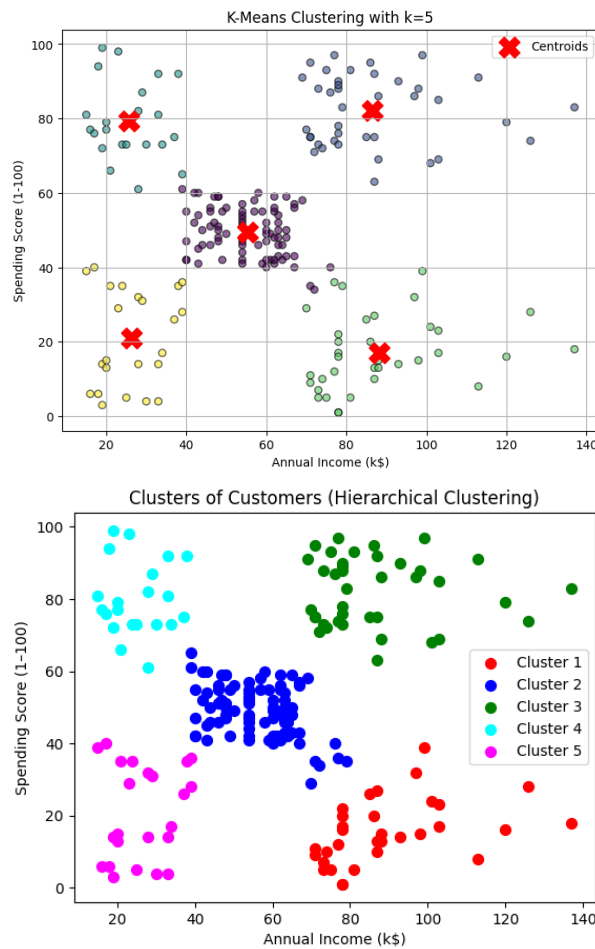 K-Means Clustering with k=5
Centroids
Spending Score (1-100)
100
80
60
40
20
0
20
40
60
80
100
120
140
Annual Income (k$)
Clusters of Customers (Hierarchical Clustering)
Spending Score (1–100)
100
80
60
40
20
0
Cluster 1
Cluster 2
Cluster 3
Cluster 4
Cluster 5
20
40
60
80
100
120
140
Annual Income (k$)